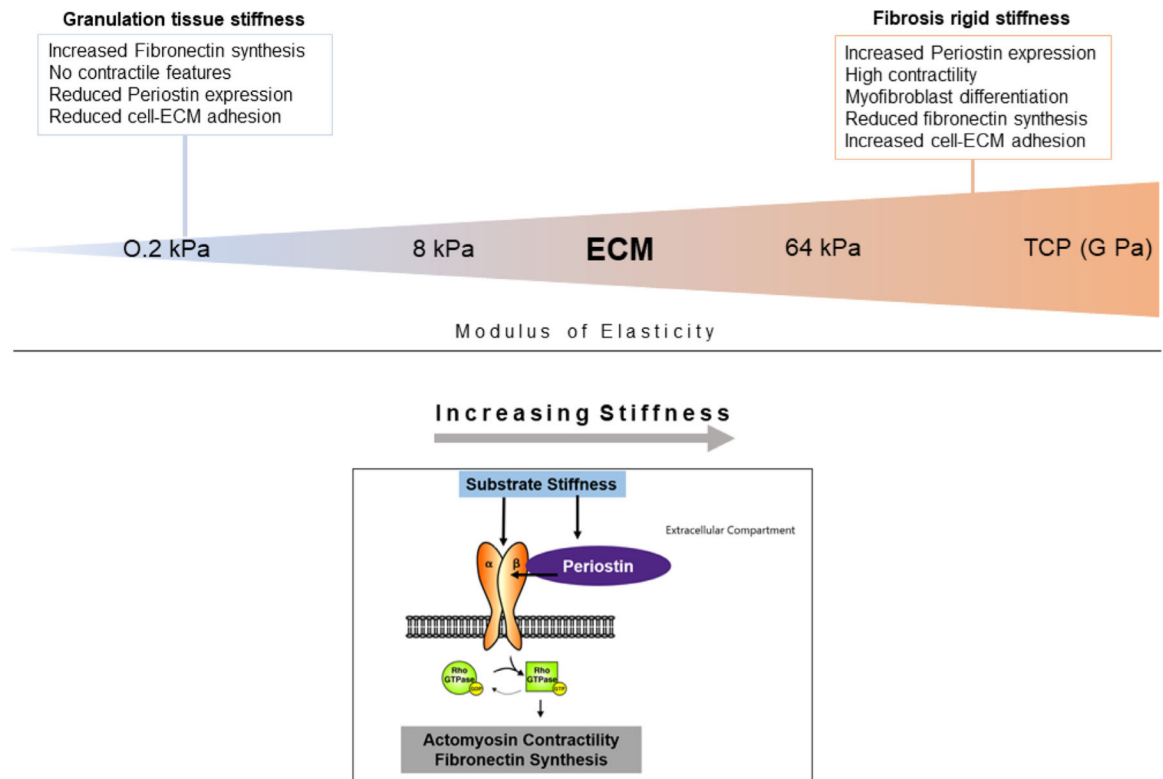 Granulation tissue stiffness
Increased Fibronectin synthesis
No contractile features
Reduced Periostin expression
Reduced cell-ECM adhesion
Fibrosis rigid stiffness
Increased Periostin expression
High contractility
Myofibroblast differentiation
Reduced fibronectin synthesis
Increased cell-ECM adhesion
O.2 kPa
8 kPa
ECM
64 kPa
TCP (G Pa)
Modulus of Elasticity
Increasing Stiffness
Substrate Stiffness
Extracellular Compartment
α
β
Periostin
Rho
GTPase
GDP
Rho
GTPase
GTP
Actomyosin Contractility
Fibronectin Synthesis